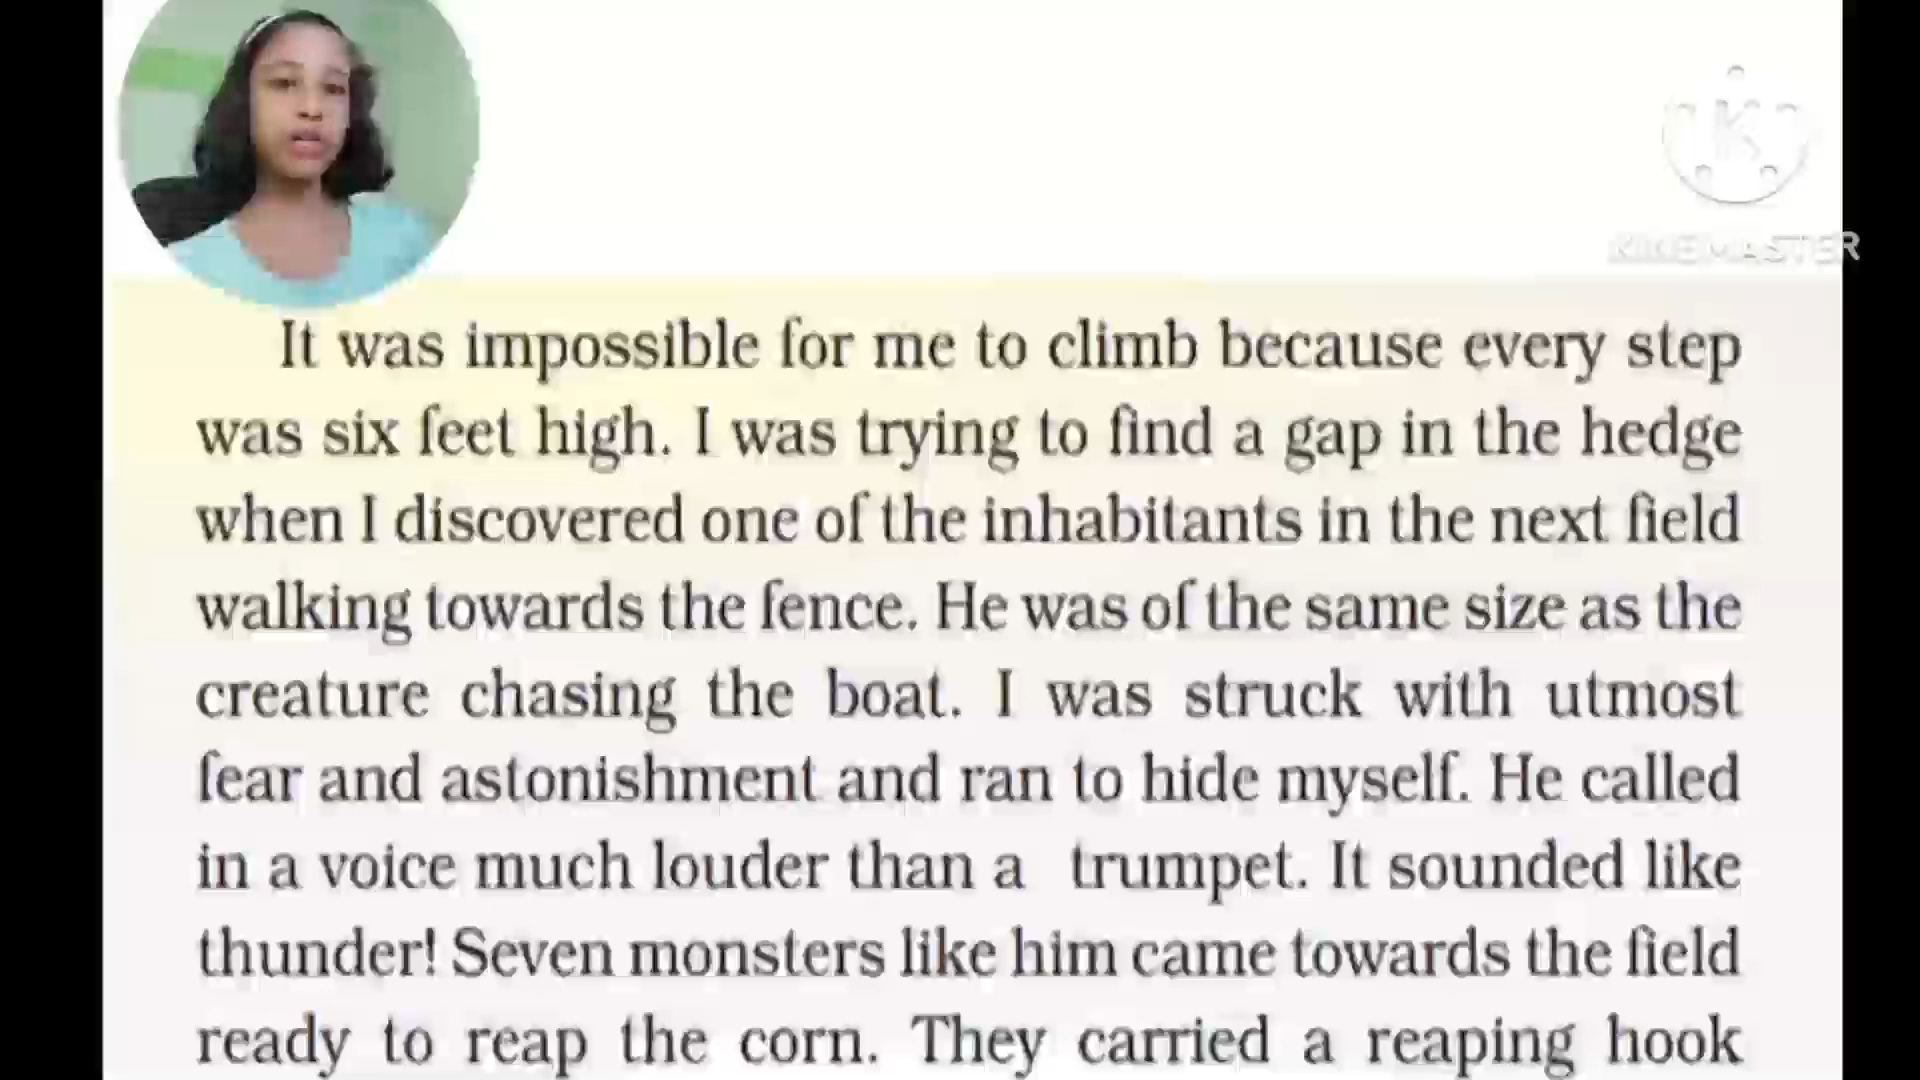 K
KINEMASTER
It was impossible for me to climb because every step
was six feet high. I was trying to find a gap in the hedge
when I discovered one of the inhabitants in the next field
walking towards the fence. He was of the same size as the
creature chasing the boat. I was struck with utmost
fear and astonishment and ran to hide myself. He called
in a voice much louder than a trumpet. It sounded like
thunder! Seven monsters like him came towards the field
ready to reap the corn. They carried a reaping hook